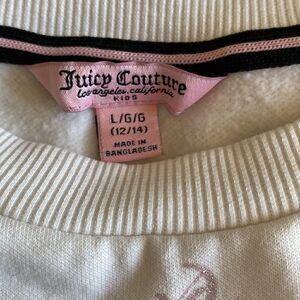 Juicy Couture
los angeles, california
KIDS
L/G/G
(12/14)
MADE IN
BANGLADESH